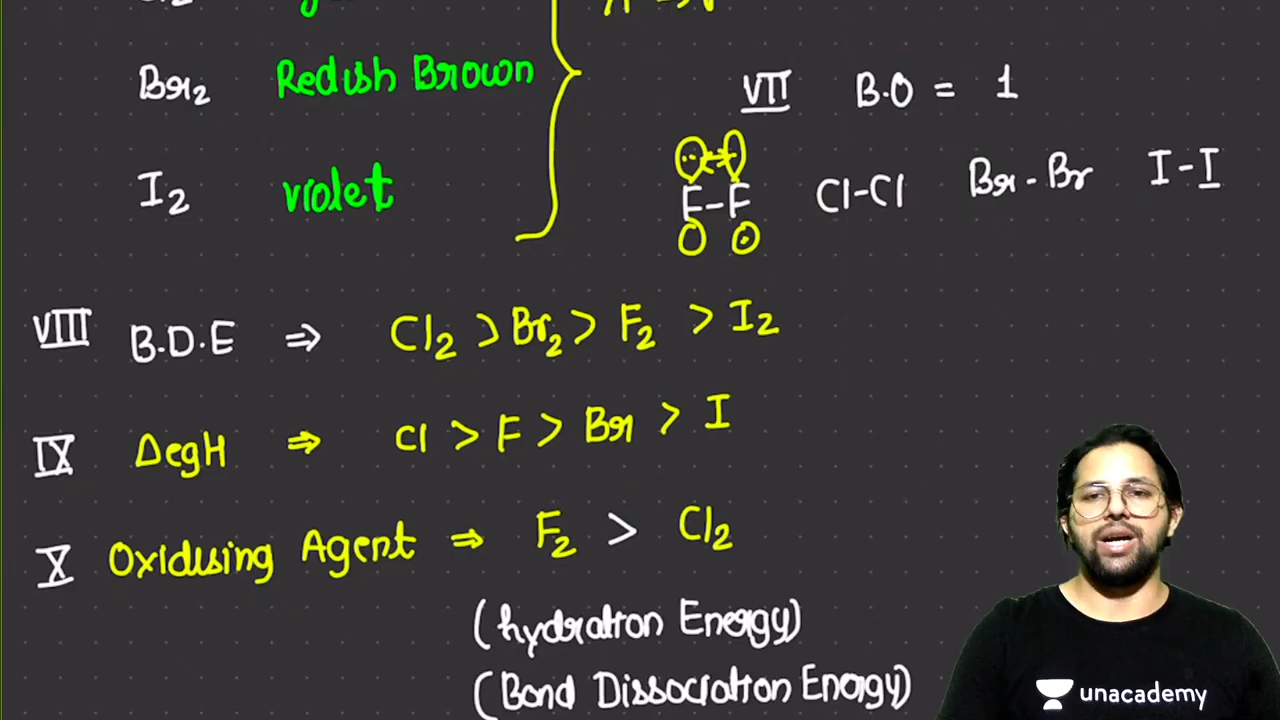 Br2 Redish Brown
VII B.O = 1
I2 violet
F-F Cl-Cl Br-Br I-I
VIII B.D.E ⇒ Cl2 > Br2 > F2 > I2
IX ΔegH ⇒ Cl > F > Br > I
X Oxidising Agent ⇒ F2 > Cl2
(hydration Energy)
(Bond Dissociation Energy)
unacademy